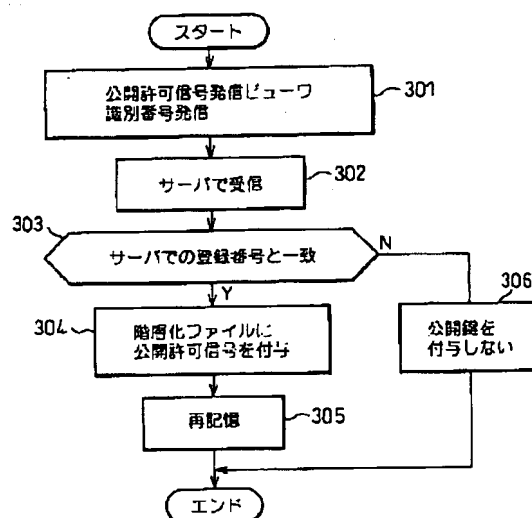 スタート
公開許可信号発信ビューワ
識別番号発信
301
サーバで受信
302
303
サーバでの登録番号と一致
N
Y
304
階層化ファイルに
公開許可信号を付与
306
公開鍵を
付与しない
再記憶
305
エンド